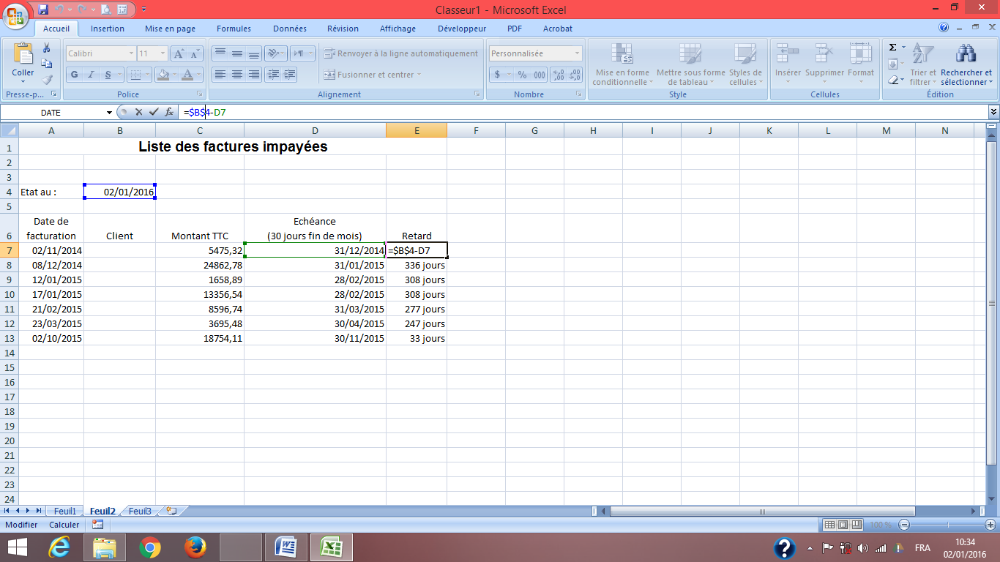 Classeur1 - Microsoft Excel
Accueil Insertion Mise en page Formules Données Révision Affichage Développeur PDF Acrobat
Coller
Presse-p...
Calibri 11
G I S
Police
Renvoyer à la ligne automatiquement
Fusionner et centrer
Alignement
Personnalisée
$ % 000
Nombre
Mise en forme conditionnelle
Mettre sous forme de tableau
Styles de cellules
Style
Insérer Supprimer Format
Cellules
Σ
Trier et filtrer
Rechercher et sélectionner
Édition
DATE fx =$B$4-D7
A B C D E F G H I J K L M N
1 Liste des factures impayées
2
3
4 Etat au : 02/01/2016
5
6 Date de facturation Client Montant TTC Echéance (30 jours fin de mois) Retard
7 02/11/2014 5475,32 31/12/2014 =$B$4-D7
8 08/12/2014 24862,78 31/01/2015 336 jours
9 12/01/2015 1658,89 28/02/2015 308 jours
10 17/01/2015 13356,54 28/02/2015 308 jours
11 21/02/2015 8596,74 31/03/2015 277 jours
12 23/03/2015 3695,48 30/04/2015 247 jours
13 02/10/2015 18754,11 30/11/2015 33 jours
14
15
16
17
18
19
20
21
22
23
24
Feuil1 Feuil2 Feuil3
Modifier Calculer 100 %
FRA
10:34
02/01/2016